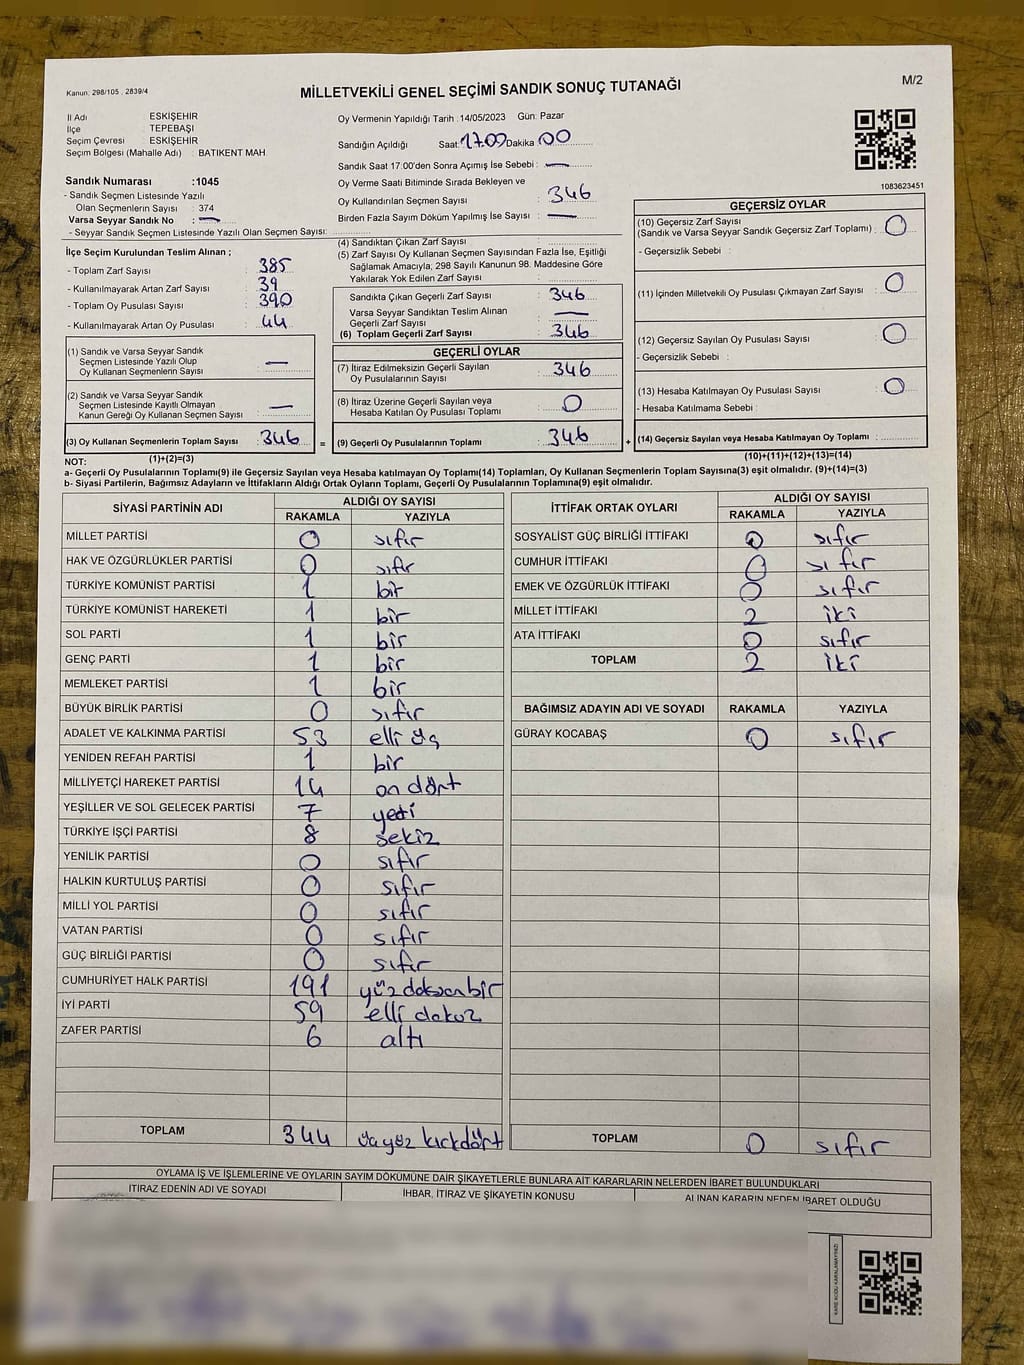 Kanun: 298/105 . 2839/4
MİLLETVEKİLİ GENEL SEÇİMİ SANDIK SONUÇ TUTANAĞI
M/2
İl Adı : ESKİŞEHİR
İlçe : TEPEBAŞI
Seçim Çevresi : ESKİŞEHİR
Seçim Bölgesi (Mahalle Adı) : BATIKENT MAH.
Sandık Numarası :1045
- Sandık Seçmen Listesinde Yazılı
Olan Seçmenlerin Sayısı : 374
Varsa Seyyar Sandık No : —
- Seyyar Sandık Seçmen Listesinde Yazılı Olan Seçmen Sayısı:
Oy Vermenin Yapıldığı Tarih :14/05/2023 Gün: Pazar
Sandığın Açıldığı Saat: 17.00 Dakika 00
Sandık Saat 17:00'den Sonra Açımış İse Sebebi : —
Oy Verme Saati Bitiminde Sırada Bekleyen ve
Oy Kullandırılan Seçmen Sayısı : 346
Birden Fazla Sayım Döküm Yapılmış İse Sayısı : —
1083623451
İlçe Seçim Kurulundan Teslim Alınan ;
- Toplam Zarf Sayısı : 385
- Kullanılmayarak Artan Zarf Sayısı : 39
- Toplam Oy Pusulası Sayısı : 390
- Kullanılmayarak Artan Oy Pusulası : 44
(1) Sandık ve Varsa Seyyar Sandık
Seçmen Listesinde Yazılı Olup
Oy Kullanan Seçmenlerin Sayısı : —
(2) Sandık ve Varsa Seyyar Sandık
Seçmen Listesinde Kayıtlı Olmayan
Kanun Gereği Oy Kullanan Seçmen Sayısı : —
(3) Oy Kullanan Seçmenlerin Toplam Sayısı : 346
(1)+(2)=(3)
(4) Sandıktan Çıkan Zarf Sayısı :
(5) Zarf Sayısı Oy Kullanan Seçmen Sayısından Fazla İse, Eşitliği
Sağlamak Amacıyla; 298 Sayılı Kanunun 98. Maddesine Göre
Yakılarak Yok Edilen Zarf Sayısı :
Sandıkta Çıkan Geçerli Zarf Sayısı : 346
Varsa Seyyar Sandıktan Teslim Alınan
Geçerli Zarf Sayısı : —
(6) Toplam Geçerli Zarf Sayısı : 346
GEÇERLİ OYLAR
(7) İtiraz Edilmeksizin Geçerli Sayılan
Oy Pusulalarının Sayısı : 346
(8) İtiraz Üzerine Geçerli Sayılan veya
Hesaba Katılan Oy Pusulası Toplamı : 0
= (9) Geçerli Oy Pusulalarının Toplamı : 346 +
GEÇERSİZ OYLAR
(10) Geçersiz Zarf Sayısı
(Sandık ve Varsa Seyyar Sandık Geçersiz Zarf Toplamı) : 0
- Geçersizlik Sebebi :
(11) İçinden Milletvekili Oy Pusulası Çıkmayan Zarf Sayısı : 0
(12) Geçersiz Sayılan Oy Pusulası Sayısı : 0
- Geçersizlik Sebebi :
(13) Hesaba Katılmayan Oy Pusulası Sayısı : 0
- Hesaba Katılmama Sebebi :
(14) Geçersiz Sayılan veya Hesaba Katılmayan Oy Toplamı :
(10)+(11)+(12)+(13)=(14)
NOT:
a- Geçerli Oy Pusulalarının Toplamı(9) ile Geçersiz Sayılan veya Hesaba katılmayan Oy Toplamı(14) Toplamları, Oy Kullanan Seçmenlerin Toplam Sayısına(3) eşit olmalıdır. (9)+(14)=(3)
b- Siyasi Partilerin, Bağımsız Adayların ve İttifakların Aldığı Ortak Oyların Toplamı, Geçerli Oy Pusulalarının Toplamına(9) eşit olmalıdır.
SİYASİ PARTİNİN ADI ALDIĞI OY SAYISI
RAKAMLA YAZIYLA
MİLLET PARTİSİ 0 sıfır
HAK VE ÖZGÜRLÜKLER PARTİSİ 0 sıfır
TÜRKİYE KOMÜNİST PARTİSİ 1 bir
TÜRKİYE KOMÜNİST HAREKETİ 1 bir
SOL PARTİ 1 bir
GENÇ PARTİ 1 bir
MEMLEKET PARTİSİ 1 bir
BÜYÜK BİRLİK PARTİSİ 0 sıfır
ADALET VE KALKINMA PARTİSİ 53 elli üç
YENİDEN REFAH PARTİSİ 1 bir
MİLLİYETÇİ HAREKET PARTİSİ 14 on dört
YEŞİLLER VE SOL GELECEK PARTİSİ 7 yedi
TÜRKİYE İŞÇİ PARTİSİ 8 sekiz
YENİLİK PARTİSİ 0 sıfır
HALKIN KURTULUŞ PARTİSİ 0 sıfır
MİLLİ YOL PARTİSİ 0 sıfır
VATAN PARTİSİ 0 sıfır
GÜÇ BİRLİĞİ PARTİSİ 0 sıfır
CUMHURİYET HALK PARTİSİ 191 yüz doksan bir
İYİ PARTİ 59 elli dokuz
ZAFER PARTİSİ 6 altı
TOPLAM 344 üç yüz kırkdört
İTTİFAK ORTAK OYLARI ALDIĞI OY SAYISI
RAKAMLA YAZIYLA
SOSYALİST GÜÇ BİRLİĞİ İTTİFAKI 0 sıfır
CUMHUR İTTİFAKI 0 sıfır
EMEK VE ÖZGÜRLÜK İTTİFAKI 0 sıfır
MİLLET İTTİFAKI 2 iki
ATA İTTİFAKI 0 sıfır
TOPLAM 2 iki
BAĞIMSIZ ADAYIN ADI VE SOYADI RAKAMLA YAZIYLA
GÜRAY KOCABAŞ 0 sıfır
TOPLAM 0 sıfır
OYLAMA İŞ VE İŞLEMLERİNE VE OYLARIN SAYIM DÖKÜMÜNE DAİR ŞİKAYETLERLE BUNLARA AİT KARARLARIN NELERDEN İBARET BULUNDUKLARI
İTİRAZ EDENİN ADI VE SOYADI İHBAR, İTİRAZ VE ŞİKAYETİN KONUSU ALINAN KARARIN NEDEN İBARET OLDUĞU
KARE KODU KARALAMAYINIZ!